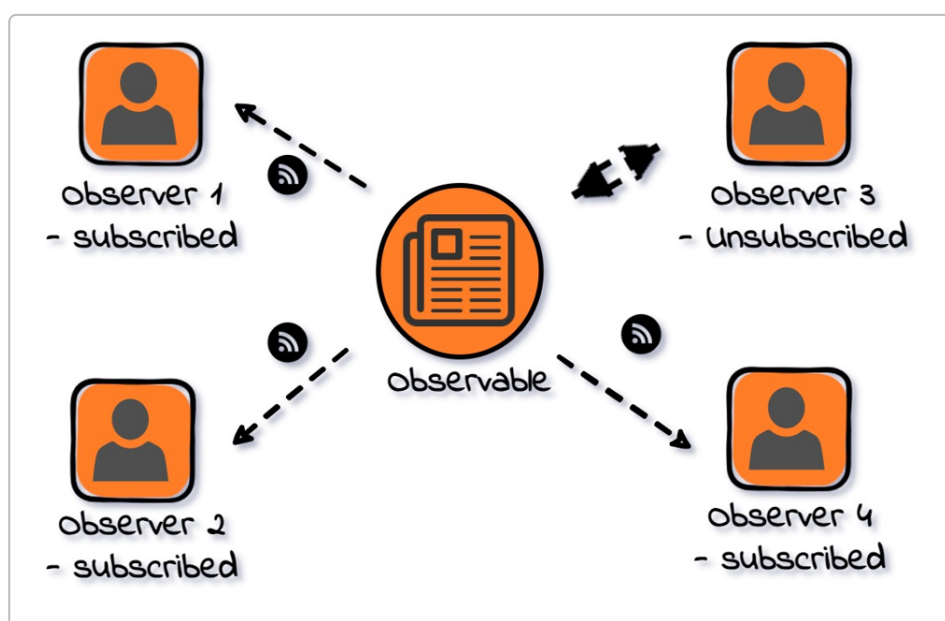 observer 1
- subscribed
observer 3
- unsubscribed
observable
observer 2
- subscribed
observer 4
- subscribed